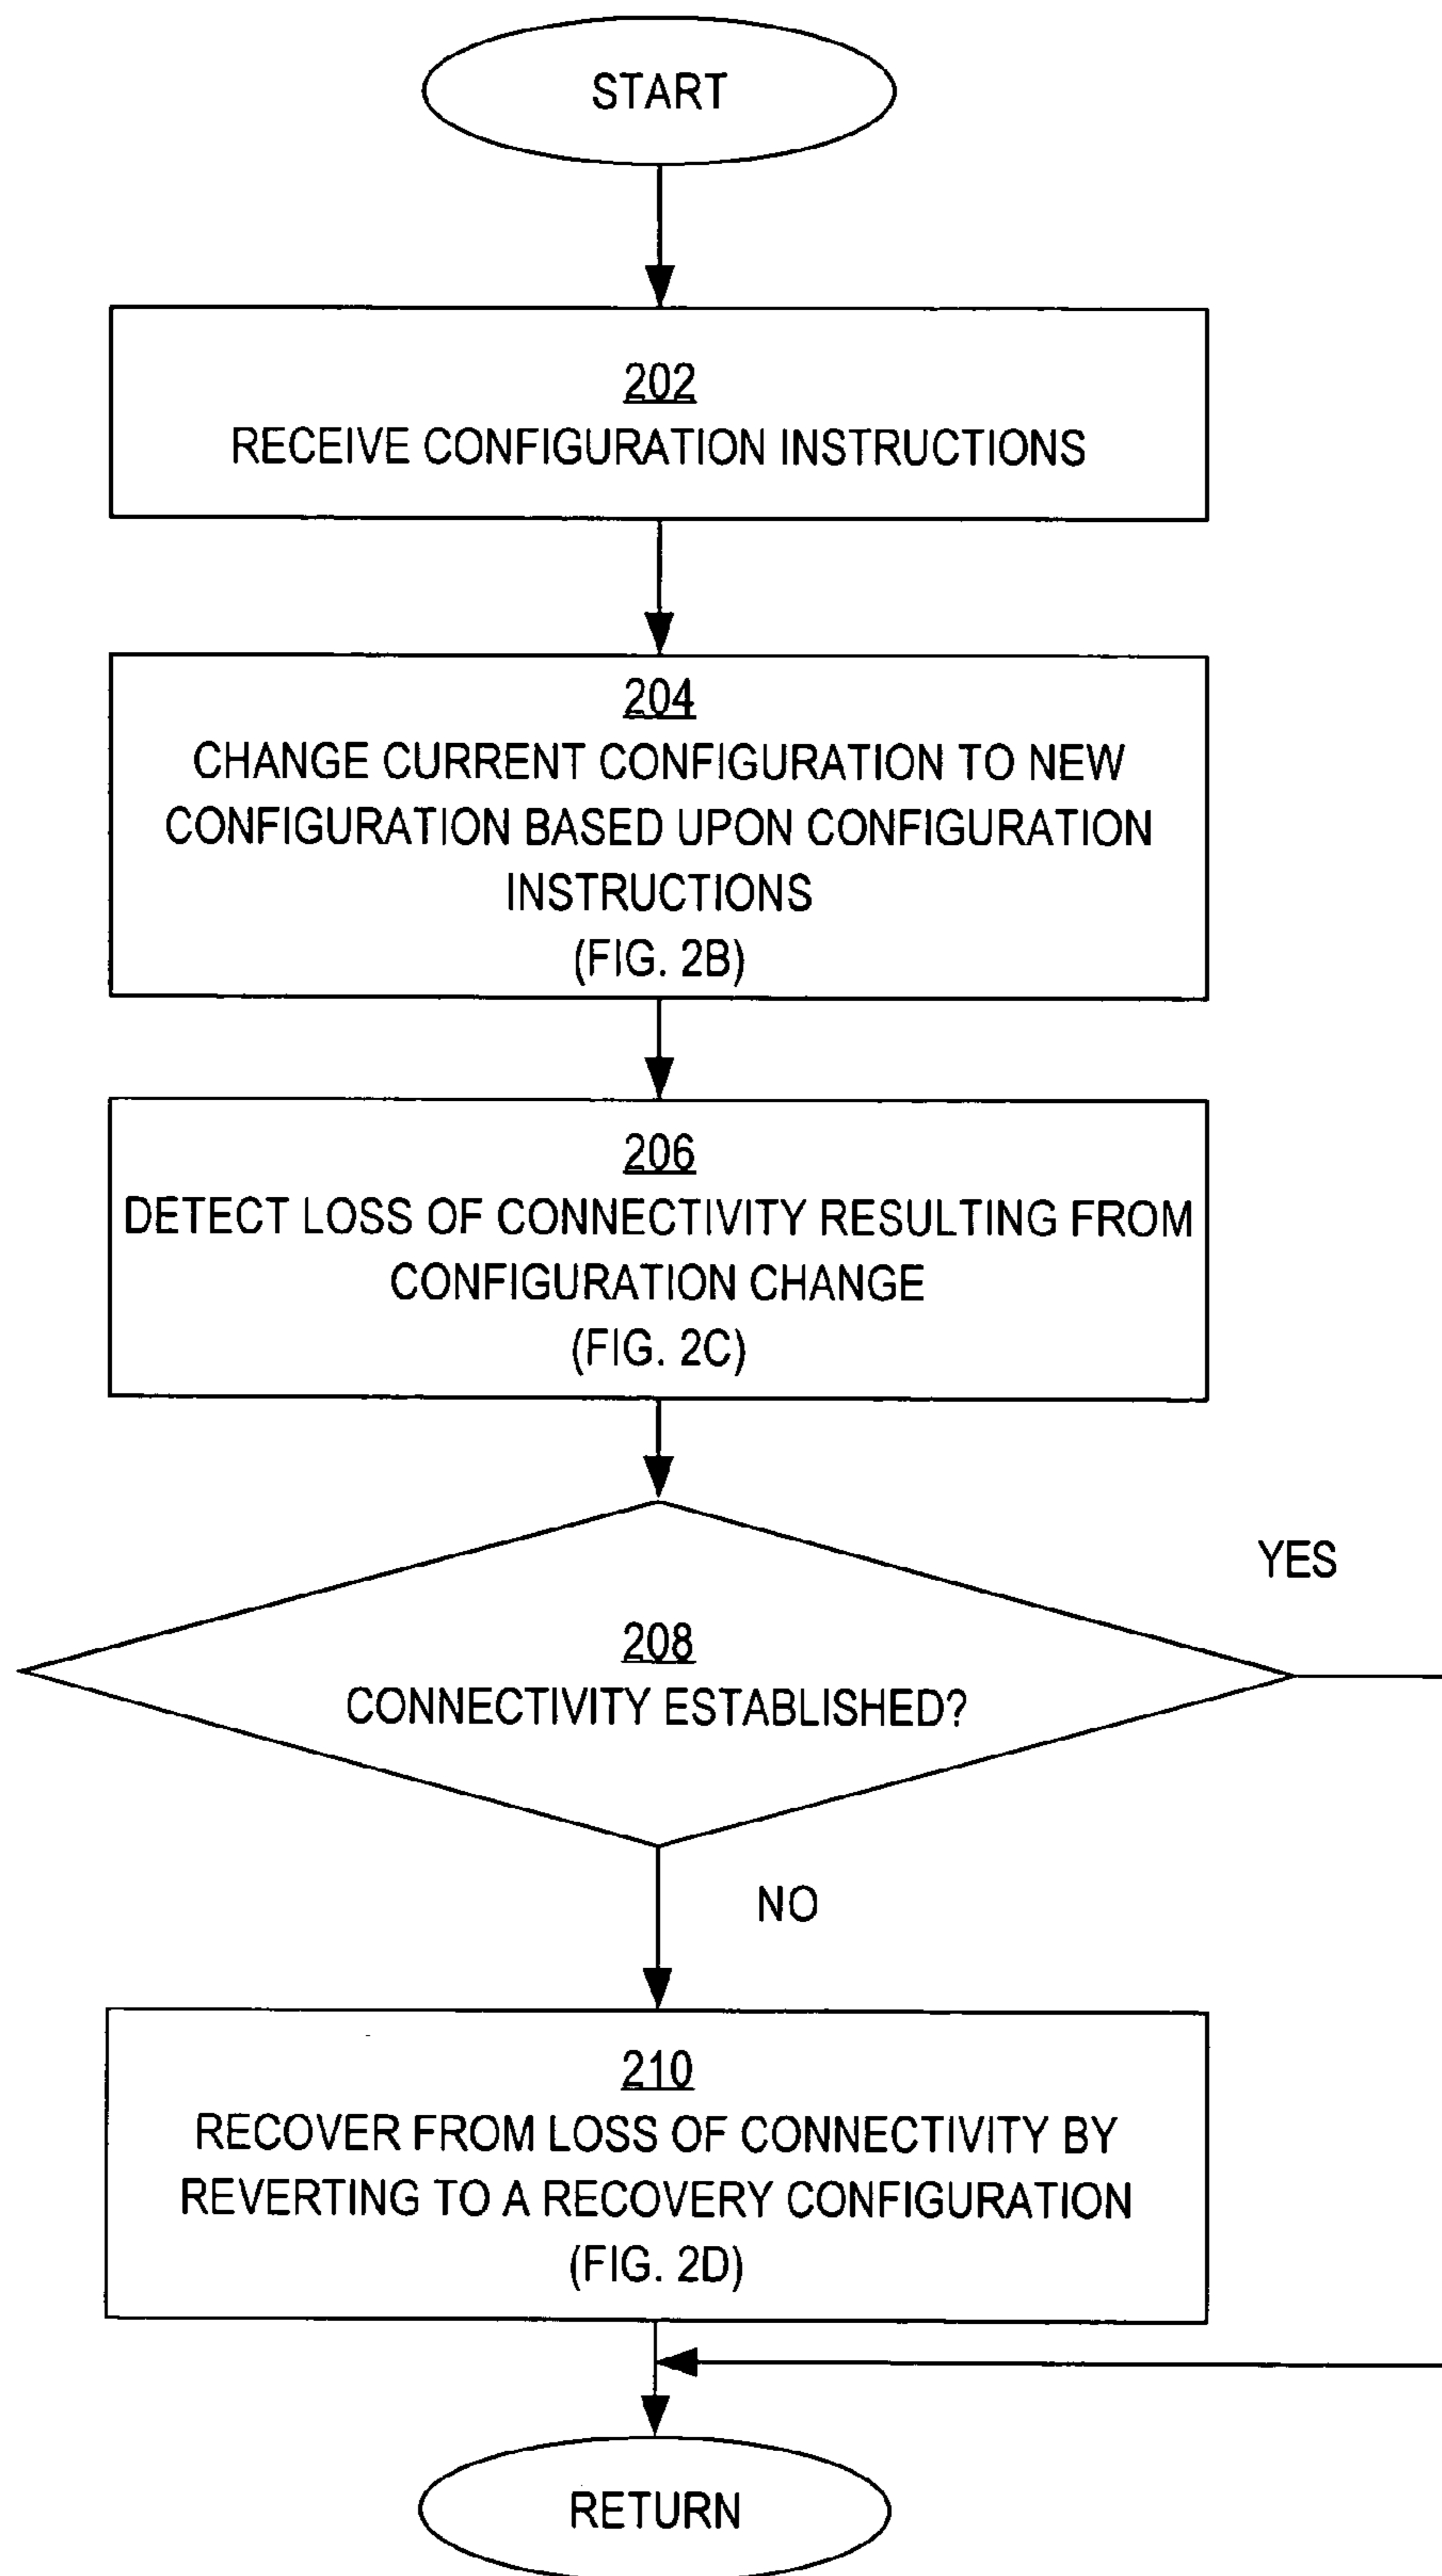 START
202
RECEIVE CONFIGURATION INSTRUCTIONS
204
CHANGE CURRENT CONFIGURATION TO NEW
CONFIGURATION BASED UPON CONFIGURATION
INSTRUCTIONS
(FIG. 2B)
206
DETECT LOSS OF CONNECTIVITY RESULTING FROM
CONFIGURATION CHANGE
(FIG. 2C)
YES
208
CONNECTIVITY ESTABLISHED?
NO
210
RECOVER FROM LOSS OF CONNECTIVITY BY
REVERTING TO A RECOVERY CONFIGURATION
(FIG. 2D)
RETURN